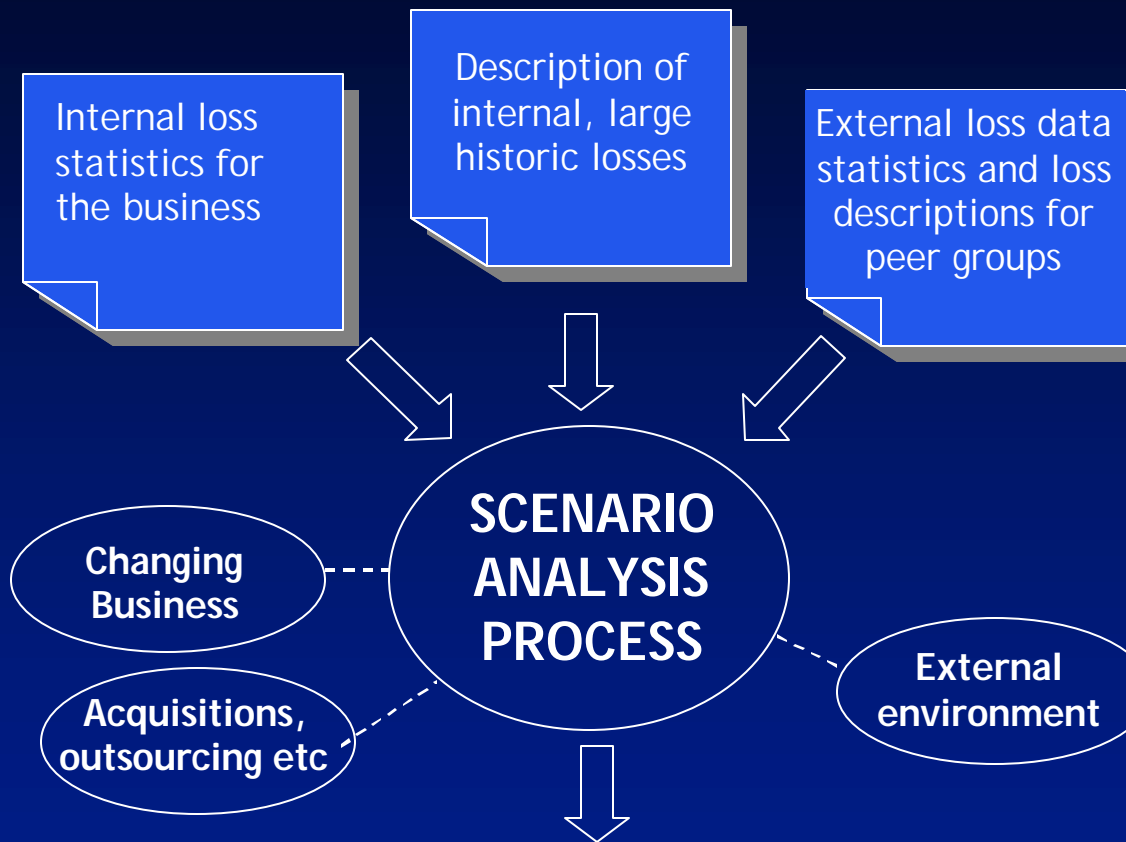 Internal loss
statistics for
the business
Description of
internal, large
historic losses
External loss data
statistics and loss
descriptions for
peer groups
SCENARIO
ANALYSIS
PROCESS
Changing
Business
Acquisitions,
outsourcing etc
External
environment